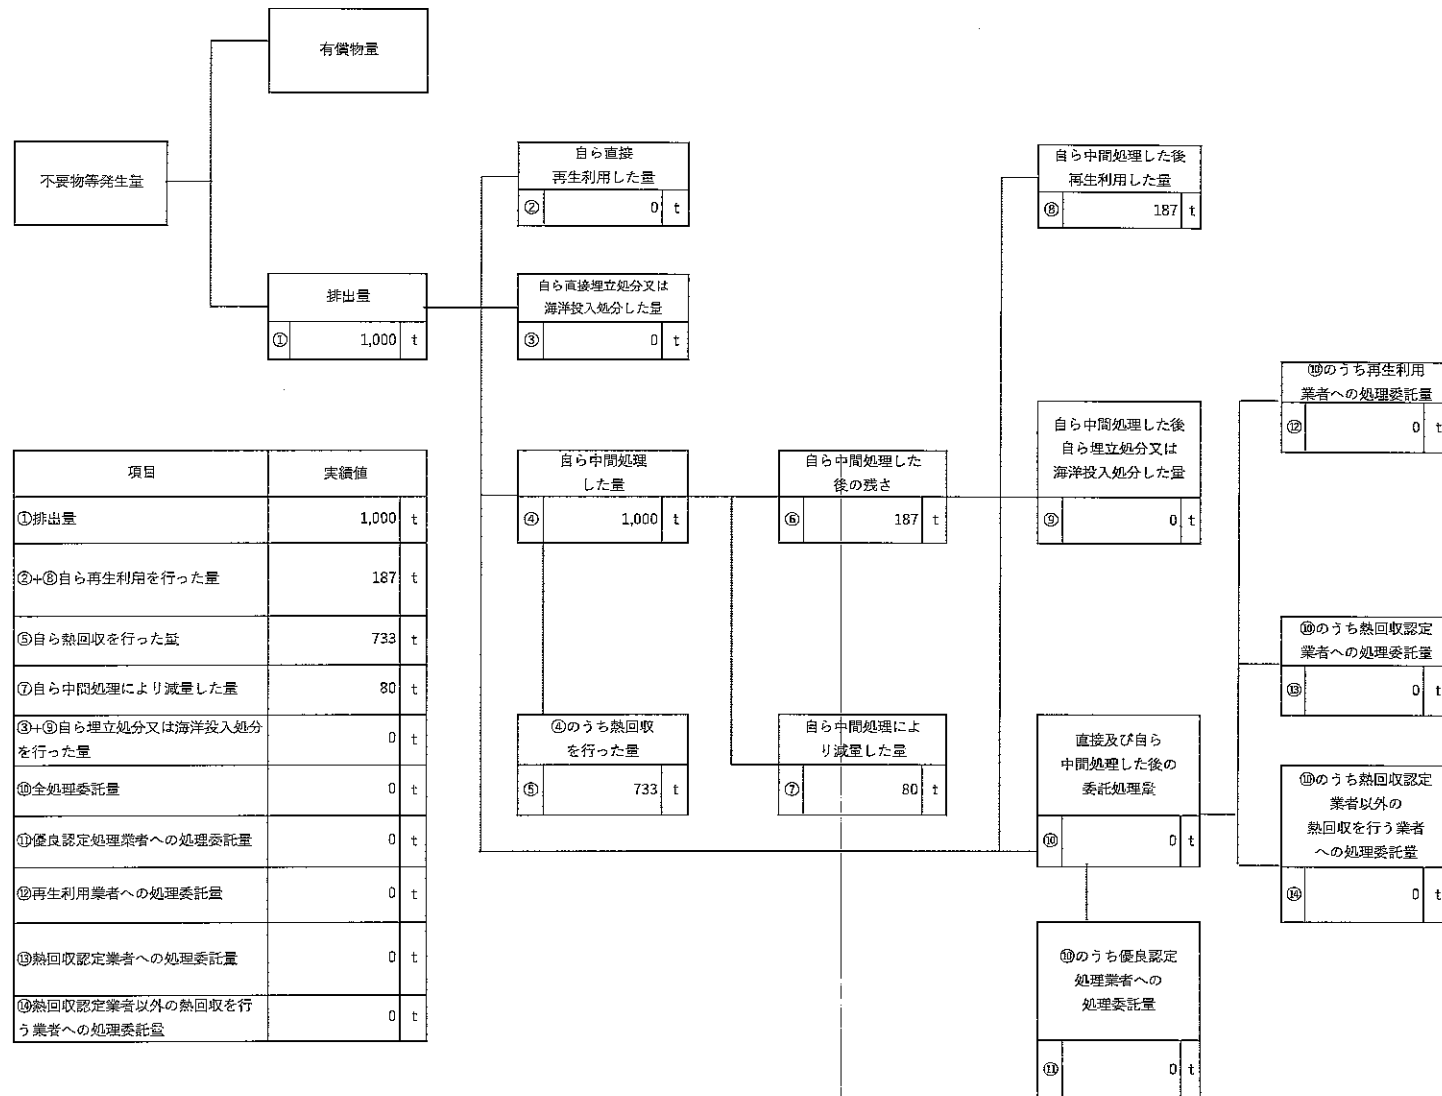 有償物量
不要物等発生量
排出量
① 1,000 t
自ら直接
再生利用した量
② 0 t
自ら直接埋立処分又は
海洋投入処分した量
③ 0 t
自ら中間処理
した量
④ 1,000 t
④のうち熱回収
を行った量
⑤ 733 t
自ら中間処理した
後の残さ
⑥ 187 t
自ら中間処理によ
り減量した量
⑦ 80 t
自ら中間処理した後
再生利用した量
⑧ 187 t
自ら中間処理した後
自ら埋立処分又は
海洋投入処分した量
⑨ 0 t
直接及び自ら
中間処理した後の
委託処理量
⑩ 0 t
⑩のうち優良認定
処理業者への
処理委託量
⑪ 0 t
⑩のうち再生利用
業者への処理委託量
⑫ 0 t
⑩のうち熱回収認定
業者への処理委託量
⑬ 0 t
⑩のうち熱回収認定
業者以外の
熱回収を行う業者
への処理委託量
⑭ 0 t
項目 実績値
①排出量 1,000 t
②+⑧自ら再生利用を行った量 187 t
⑤自ら熱回収を行った量 733 t
⑦自ら中間処理により減量した量 80 t
③+⑨自ら埋立処分又は海洋投入処分
を行った量 0 t
⑩全処理委託量 0 t
⑪優良認定処理業者への処理委託量 0 t
⑫再生利用業者への処理委託量 0 t
⑬熱回収認定業者への処理委託量 0 t
⑭熱回収認定業者以外の熱回収を行
う業者への処理委託量 0 t